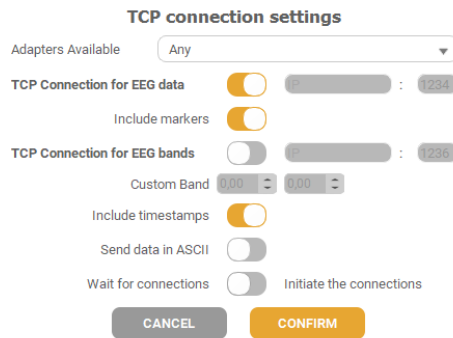 TCP connection settings
Adapters Available Any
TCP Connection for EEG data IP : 1234
Include markers
TCP Connection for EEG bands IP : 1236
Custom Band 0,00 0,00
Include timestamps
Send data in ASCII
Wait for connections Initiate the connections
CANCEL CONFIRM